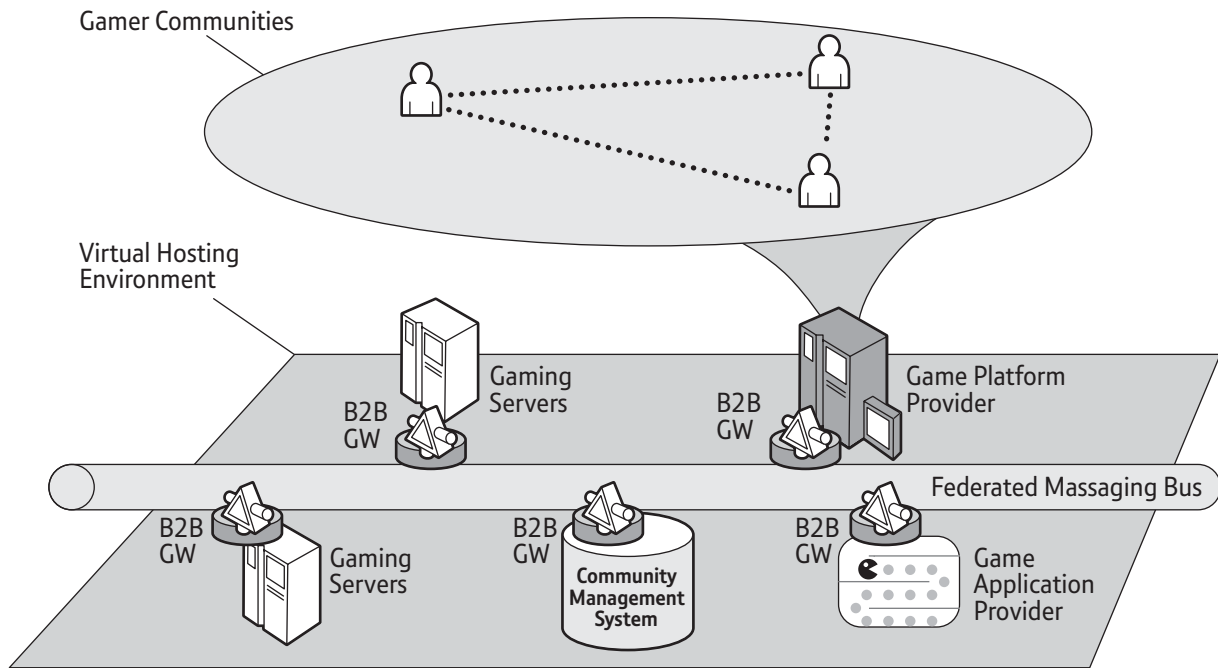 Gamer Communities
Virtual Hosting
Environment
Gaming
Servers
B2B
GW
Game Platform
Provider
B2B
GW
Federated Massaging Bus
B2B
GW
Gaming
Servers
B2B
GW
Community
Management
System
B2B
GW
Game
Application
Provider